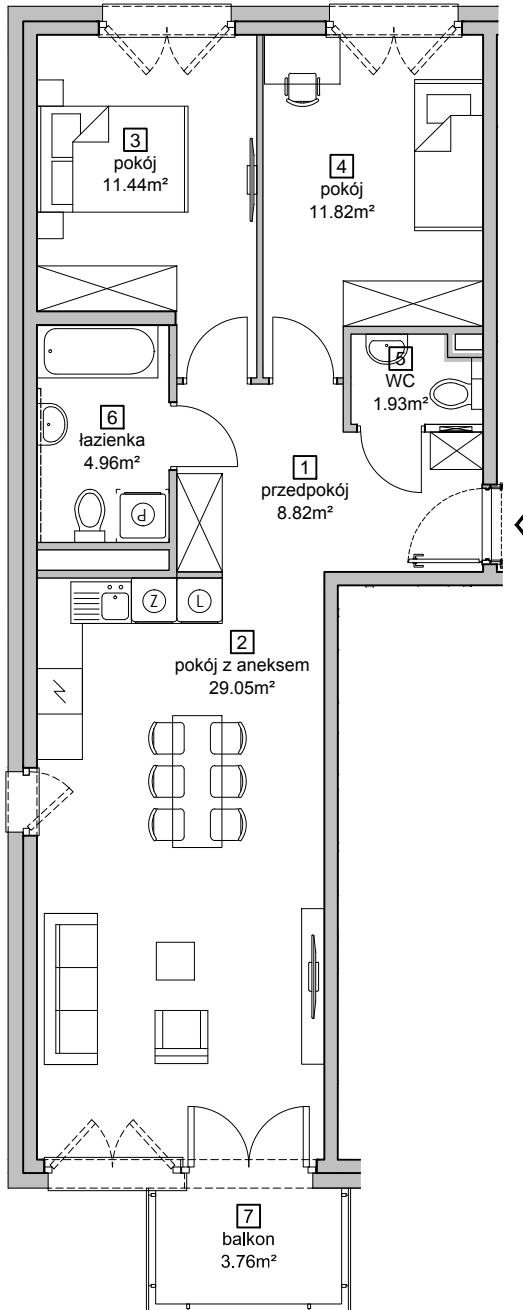 3
pokój
11.44m²
4
pokój
11.82m²
5
WC
1.93m²
6
łazienka
4.96m²
1
przedpokój
8.82m²
P
Z
L
2
pokój z aneksem
29.05m²
7
balkon
3.76m²